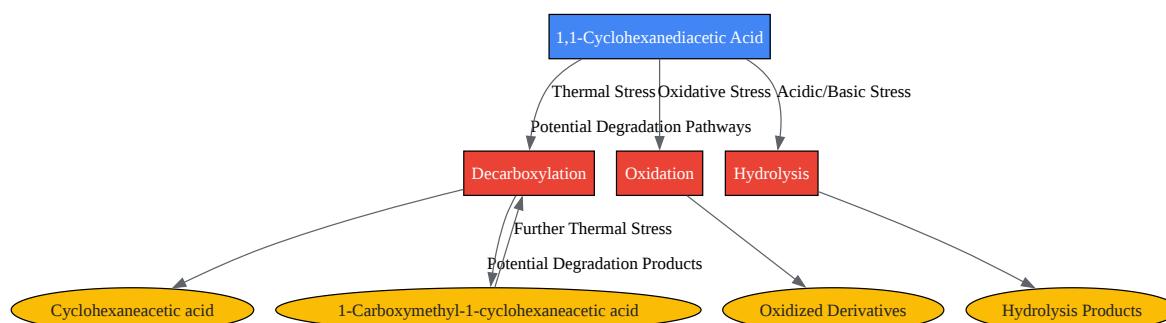 1,1-Cyclohexanediacetic Acid
Thermal Stress
Oxidative Stress
Acidic/Basic Stress
Potential Degradation Pathways
Decarboxylation
Oxidation
Hydrolysis
Further Thermal Stress
Potential Degradation Products
Cyclohexaneacetic acid
1-Carboxymethyl-1-cyclohexaneacetic acid
Oxidized Derivatives
Hydrolysis Products